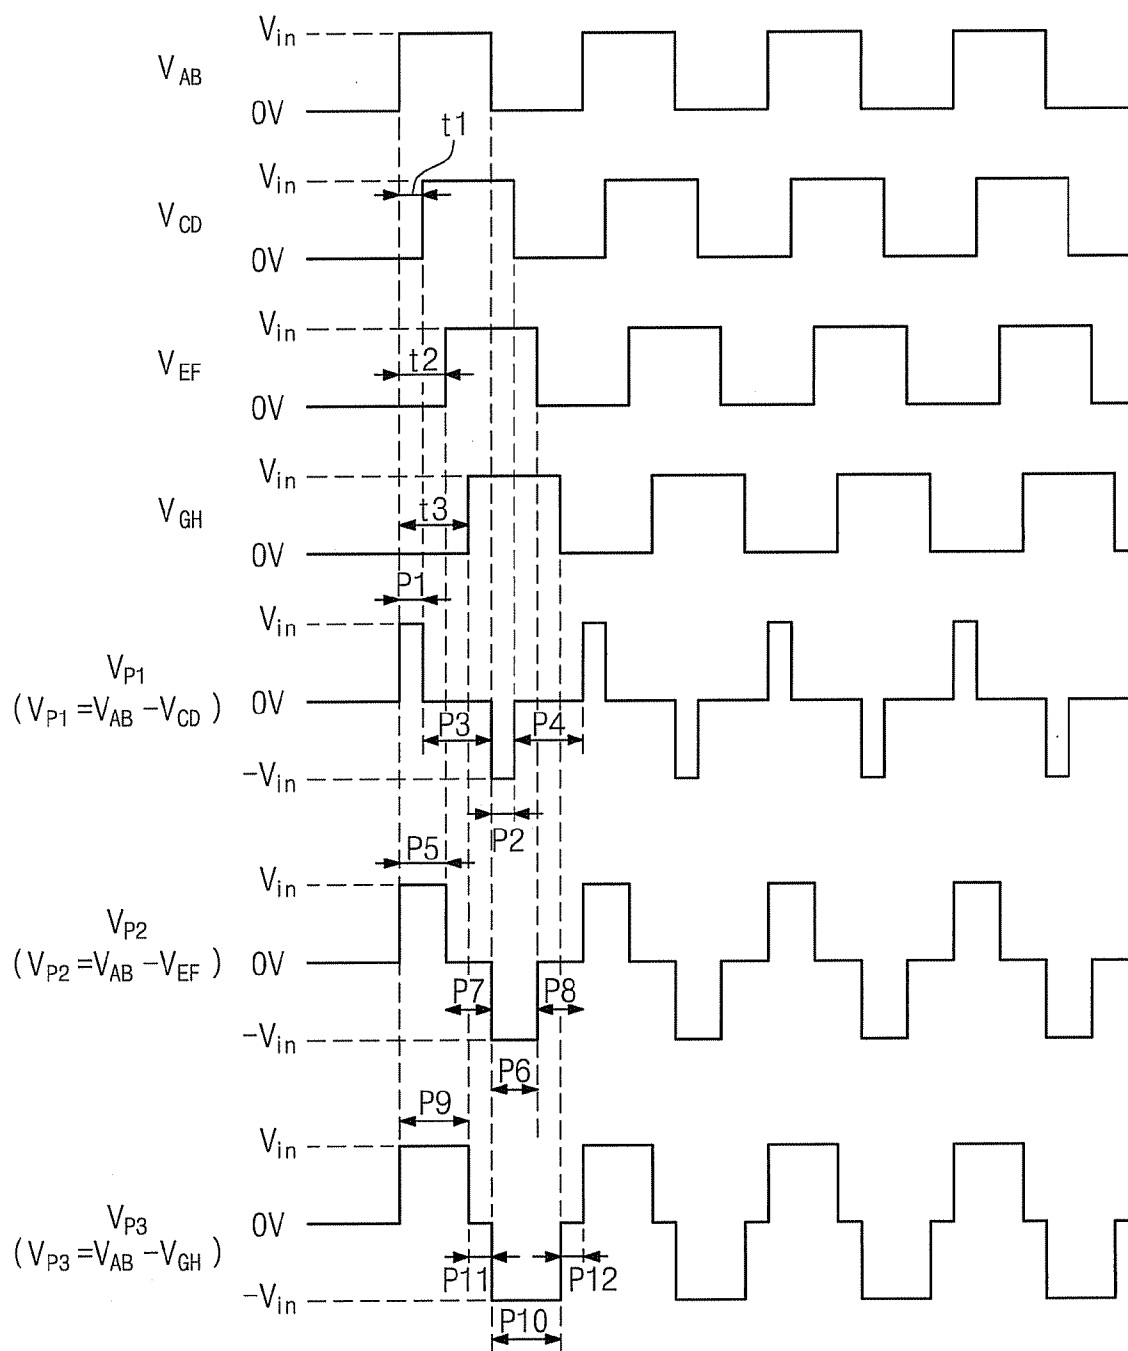 Vin
VAB
0V
t1
Vin
VCD
0V
Vin
VEF
t2
0V
Vin
VGH
t3
0V
P1
Vin
VP1
(VP1 =VAB −VCD )
0V
P3
P4
−Vin
P2
P5
Vin
VP2
(VP2 =VAB −VEF )
0V
P7
P8
−Vin
P6
P9
Vin
VP3
(VP3 =VAB −VGH )
0V
P11
P12
−Vin
P10